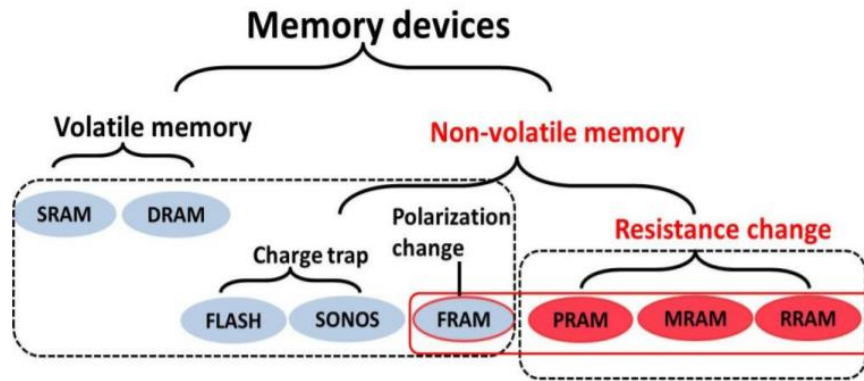 Memory devices
Volatile memory
Non-volatile memory
SRAM DRAM
Polarization
change
Resistance change
Charge trap
FLASH SONOS FRAM PRAM MRAM RRAM